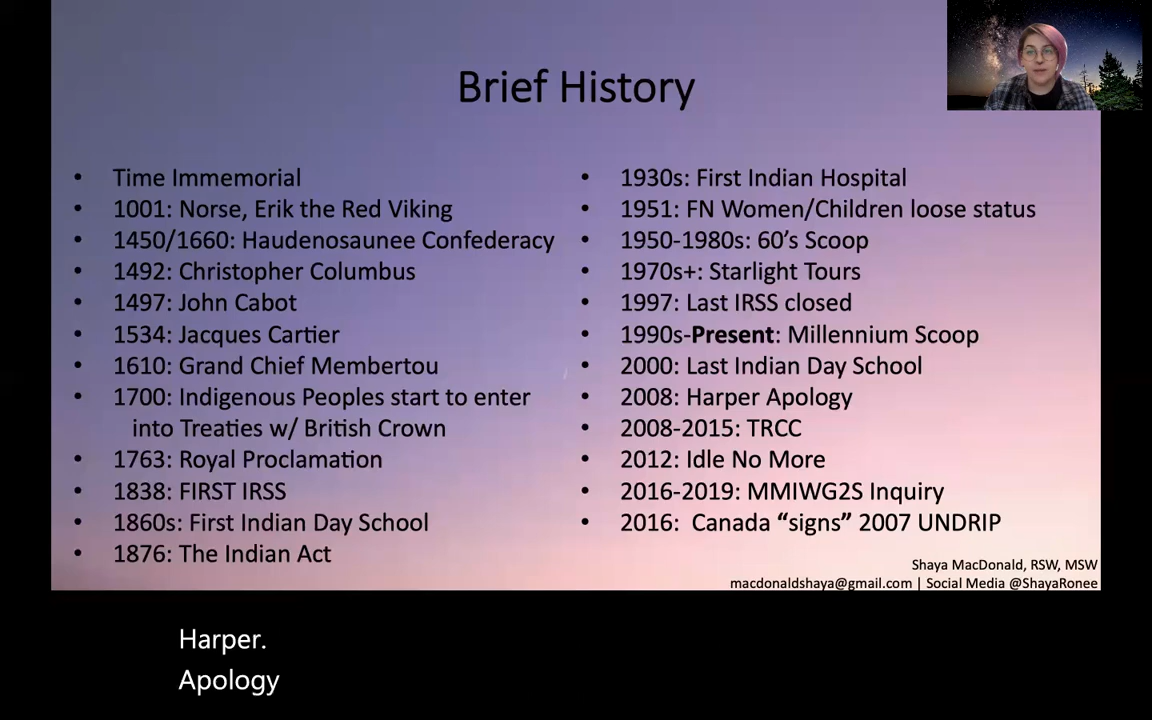 Brief History
Time Immemorial
1001: Norse, Erik the Red Viking
1450/1660: Haudenosaunee Confederacy
1492: Christopher Columbus
1497: John Cabot
1534: Jacques Cartier
1610: Grand Chief Membertou
1700: Indigenous Peoples start to enter
into Treaties w/ British Crown
1763: Royal Proclamation
1838: FIRST IRSS
1860s: First Indian Day School
1876: The Indian Act
1930s: First Indian Hospital
1951: FN Women/Children loose status
1950-1980s: 60’s Scoop
1970s+: Starlight Tours
1997: Last IRSS closed
1990s-Present: Millennium Scoop
2000: Last Indian Day School
2008: Harper Apology
2008-2015: TRCC
2012: Idle No More
2016-2019: MMIWG2S Inquiry
2016: Canada “signs” 2007 UNDRIP
Shaya MacDonald, RSW, MSW
macdonaldshaya@gmail.com | Social Media @ShayaRonee
Harper.
Apology